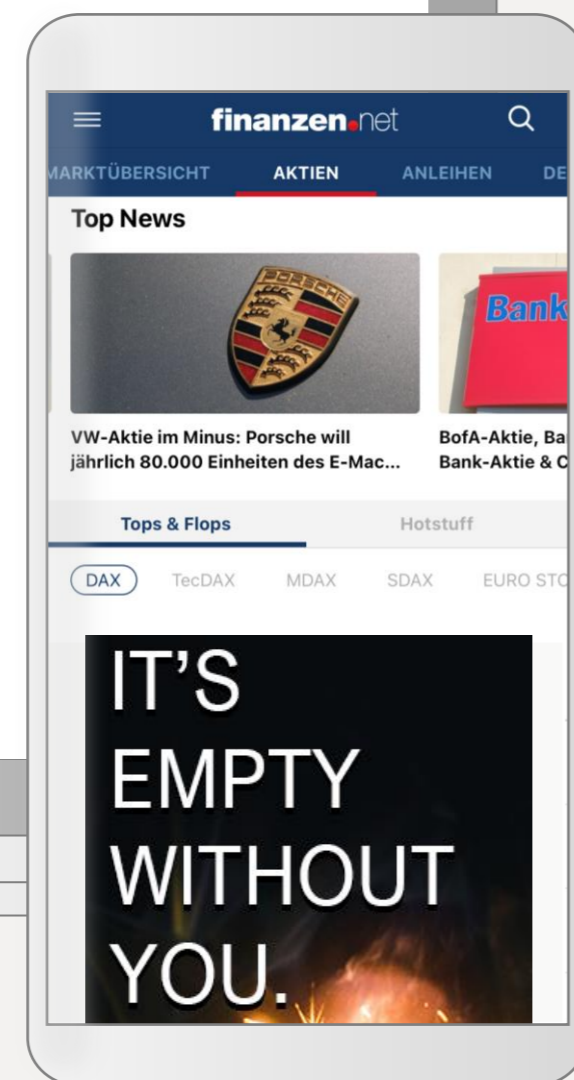 finanzen.net
MARKTÜBERSICHT AKTIEN ANLEIHEN DE
Top News
PORSCHE
Bank
VW-Aktie im Minus: Porsche will
jährlich 80.000 Einheiten des E-Mac...
BofA-Aktie, Ba
Bank-Aktie & C
Tops & Flops Hotstuff
DAX TecDAX MDAX SDAX EURO STO
IT’S
EMPTY
WITHOUT
YOU.